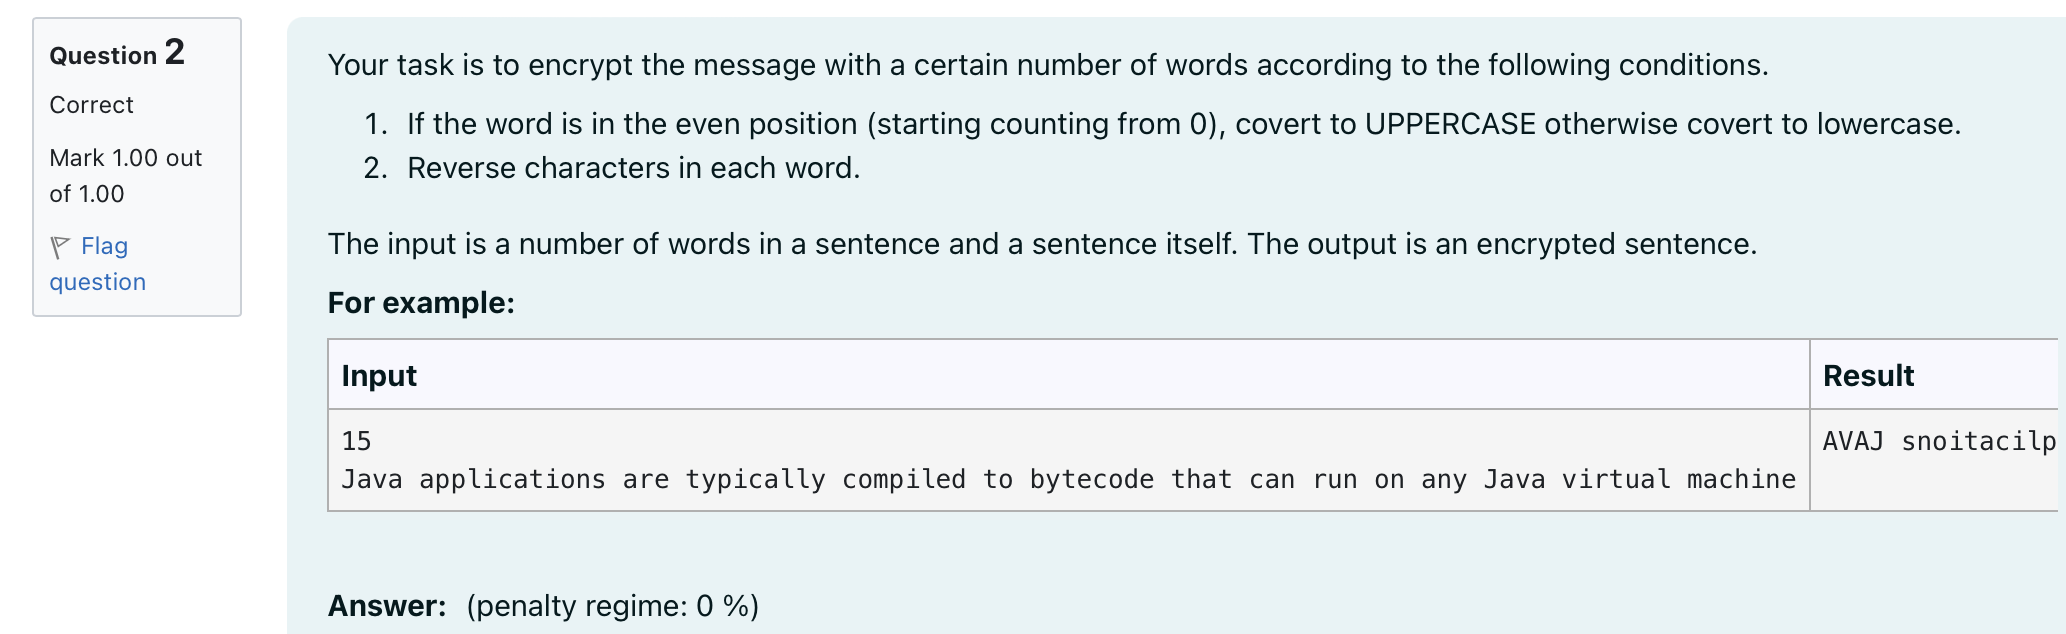 Question 2
Correct
Mark 1.00 out
of 1.00
Flag
question
Your task is to encrypt the message with a certain number of words according to the following conditions.
1. If the word is in the even position (starting counting from 0), covert to UPPERCASE otherwise covert to lowercase.
2. Reverse characters in each word.
The input is a number of words in a sentence and a sentence itself. The output is an encrypted sentence.
For example:
Input Result
15
Java applications are typically compiled to bytecode that can run on any Java virtual machine
AVAJ snoitacilp
Answer: (penalty regime: 0 %)